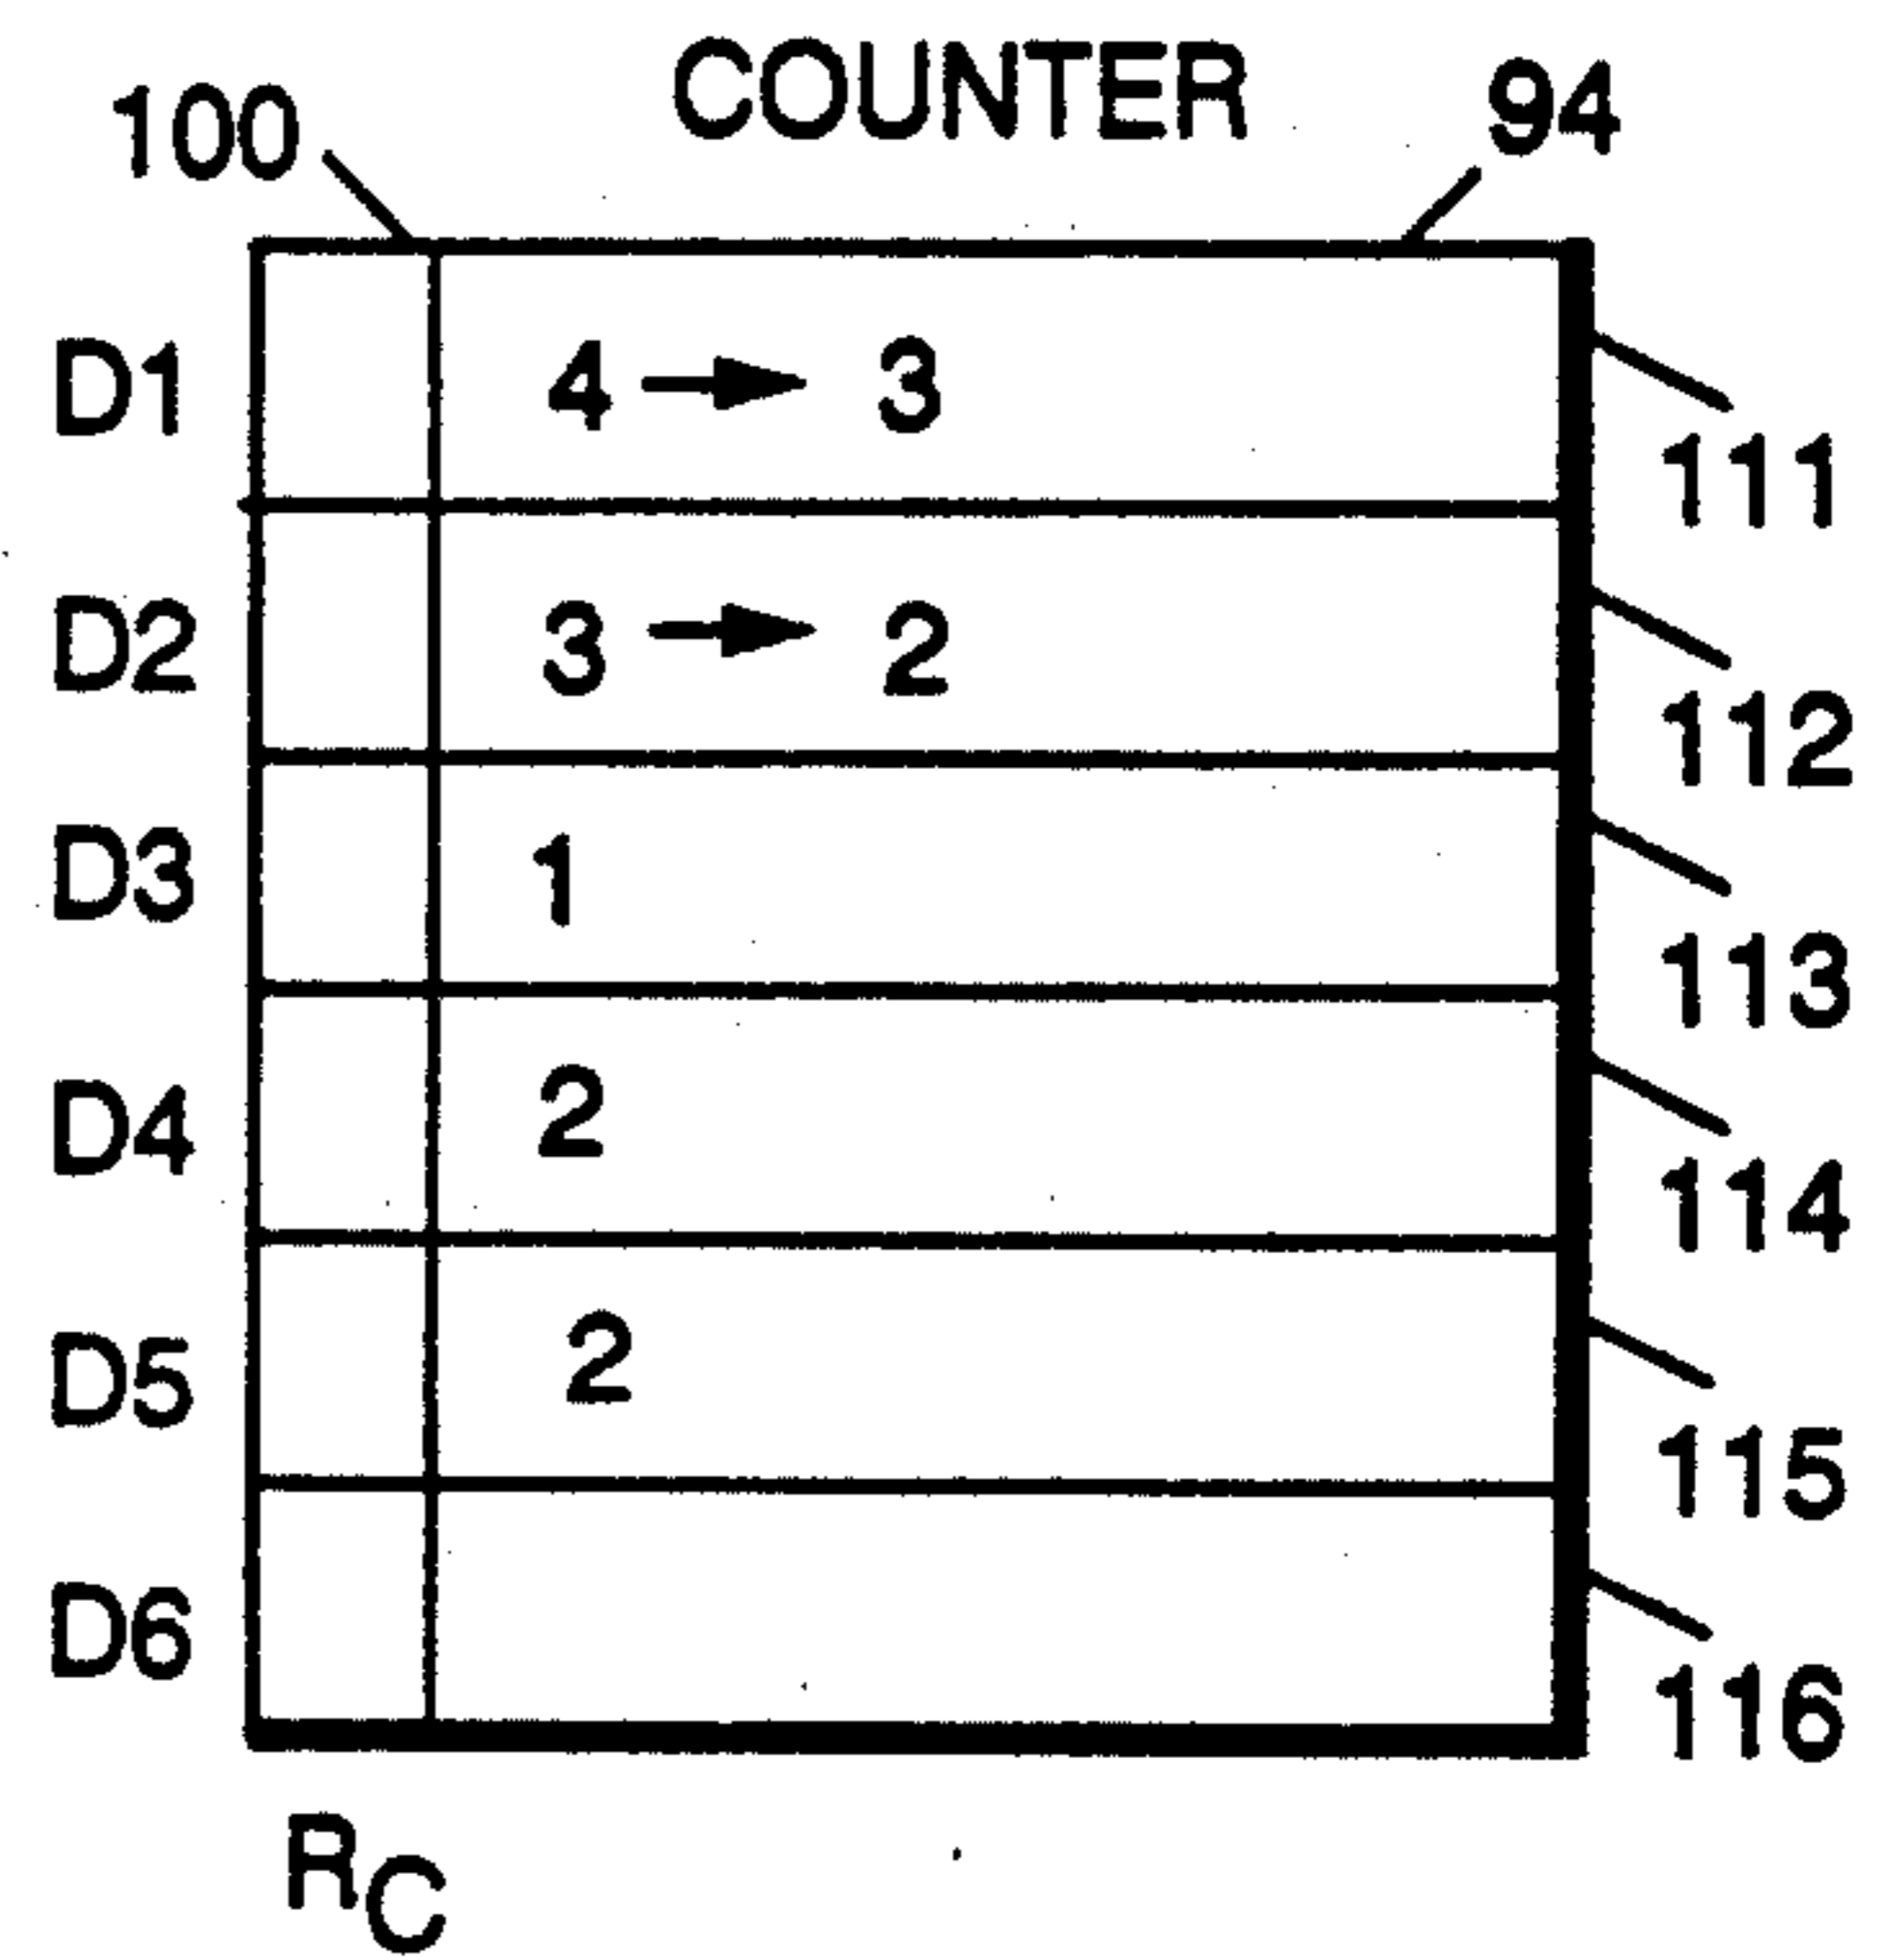 COUNTER
100 94
D1 4 → 3 111
D2 3 → 2 112
D3 1 113
D4 2 114
D5 2 115
D6 116
RC